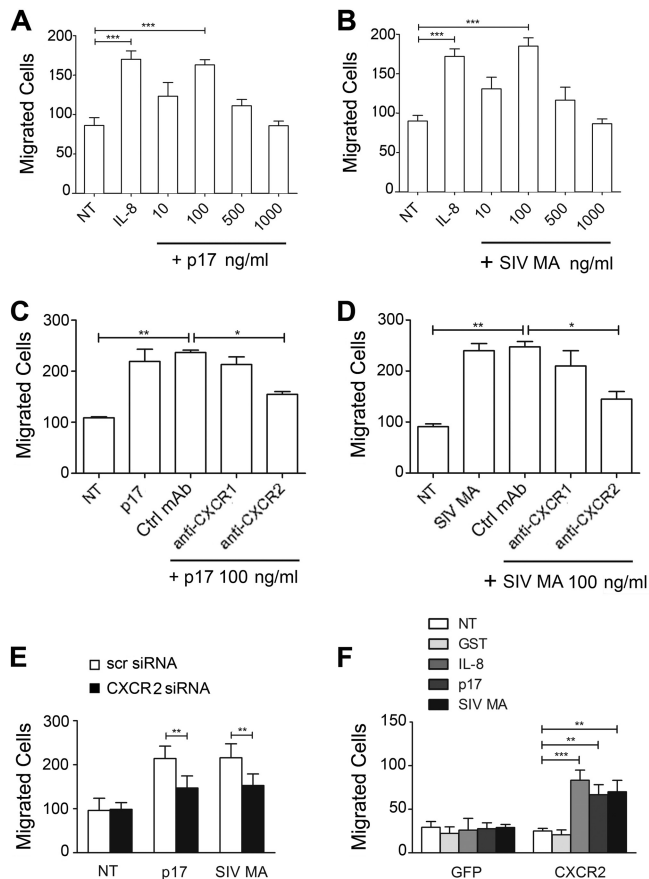 A
Migrated Cells
200
150
100
50
0
***
***
NT
IL-8
10
100
500
1000
+ p17 ng/ml
B
Migrated Cells
200
150
100
50
0
***
***
NT
IL-8
10
100
500
1000
+ SIV MA ng/ml
C
Migrated Cells
300
200
100
0
**
*
NT
p17
Ctrl mAb
anti-CXCR1
anti-CXCR2
+ p17 100 ng/ml
D
Migrated Cells
300
200
100
0
**
*
NT
SIV MA
Ctrl mAb
anti-CXCR1
anti-CXCR2
+ SIV MA 100 ng/ml
E
scr siRNA
CXCR2 siRNA
Migrated Cells
300
200
100
0
**
**
NT
p17
SIV MA
F
NT
GST
IL-8
p17
SIV MA
Migrated Cells
150
100
50
0
**
**
***
GFP
CXCR2